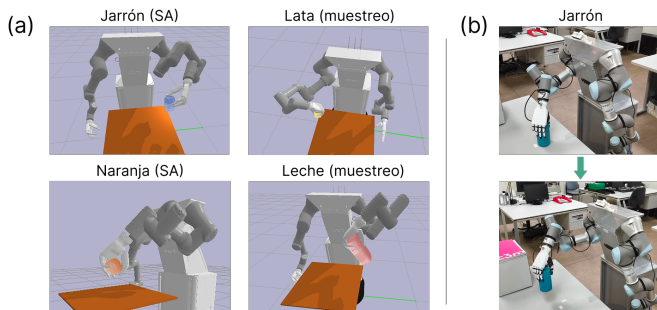 (a)
Jarrón (SA)
Lata (muestreo)
Naranja (SA)
Leche (muestreo)
(b)
Jarrón